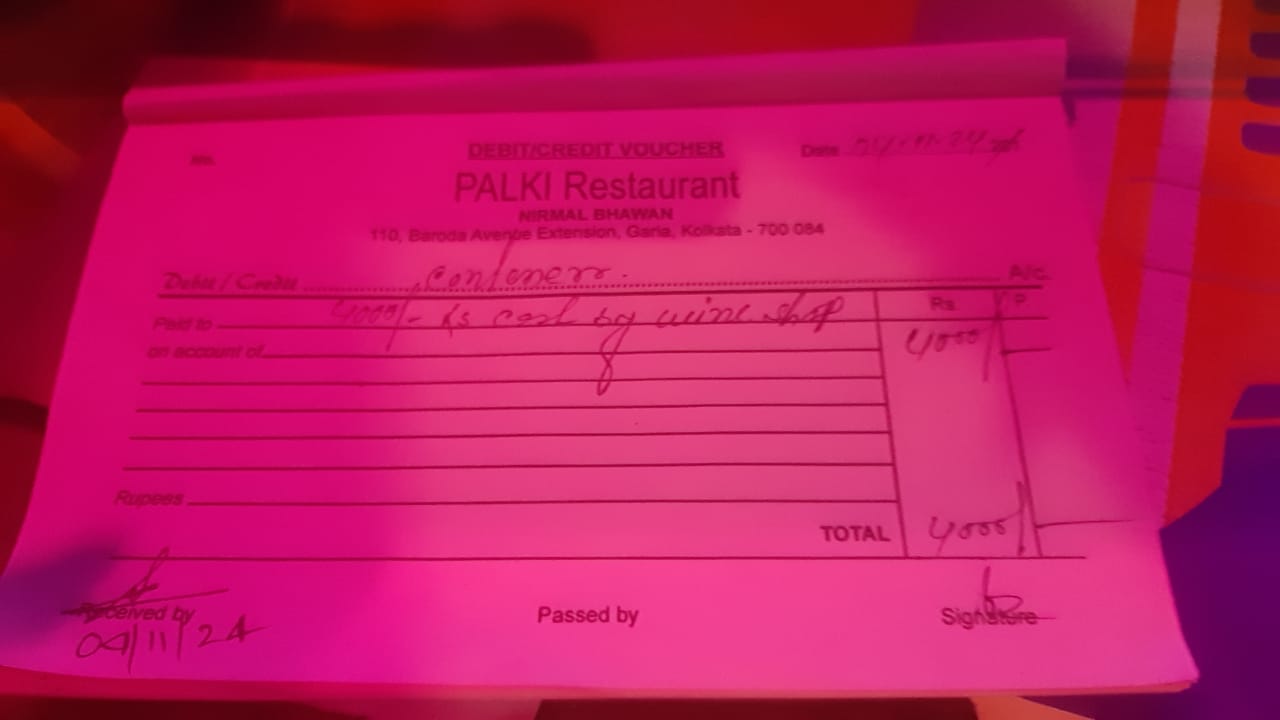 No.
DEBIT/CREDIT VOUCHER
Date 04-11-24
PALKI Restaurant
NIRMAL BHAWAN
110, Baroda Avenue Extension, Garia, Kolkata - 700 084
Debit / Credit Conteners. A/c.
Rs. P.
Paid to 4000/- Rs cash by wine shop
on account of 4000/-
Rupees
TOTAL 4000/-
Received by Passed by Signature
04/11/24